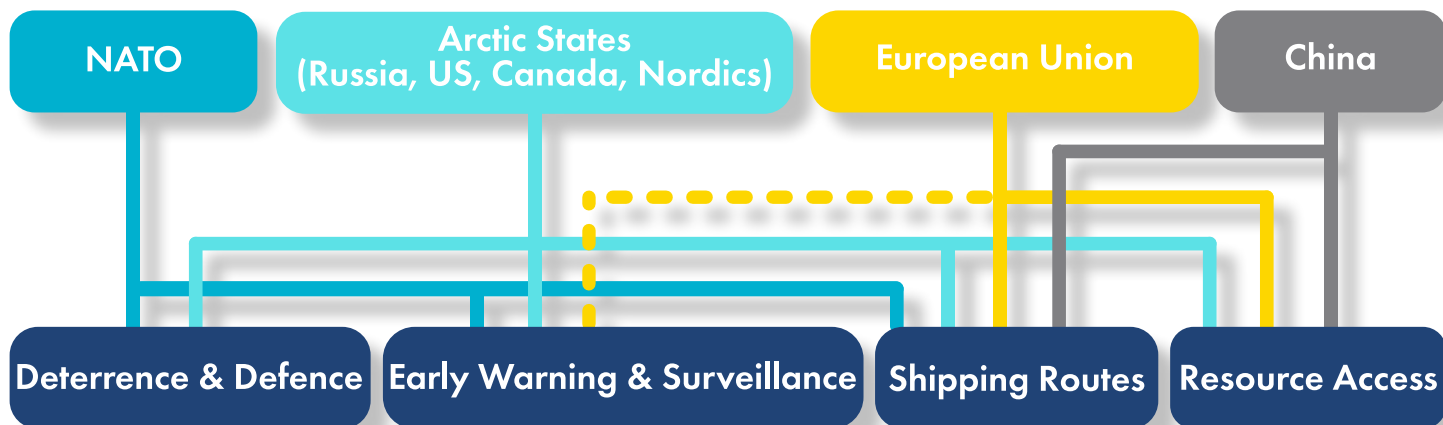 NATO
Arctic States
(Russia, US, Canada, Nordics)
European Union
China
Deterrence & Defence
Early Warning & Surveillance
Shipping Routes
Resource Access